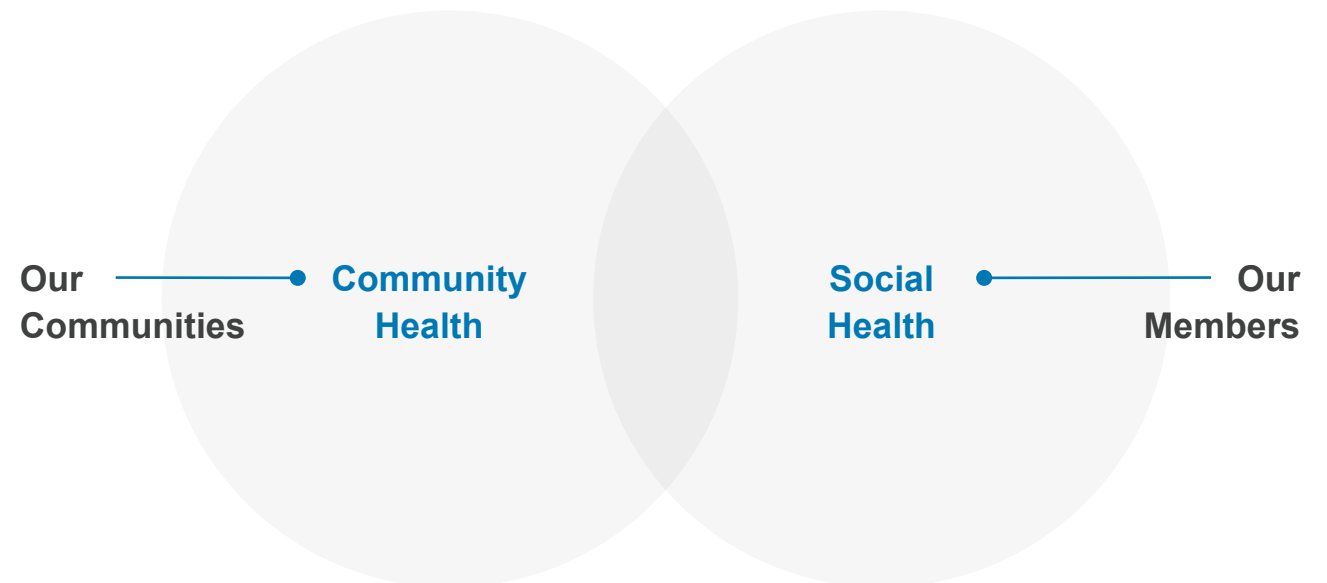 Our
Communities
Community
Health
Social
Health
Our
Members